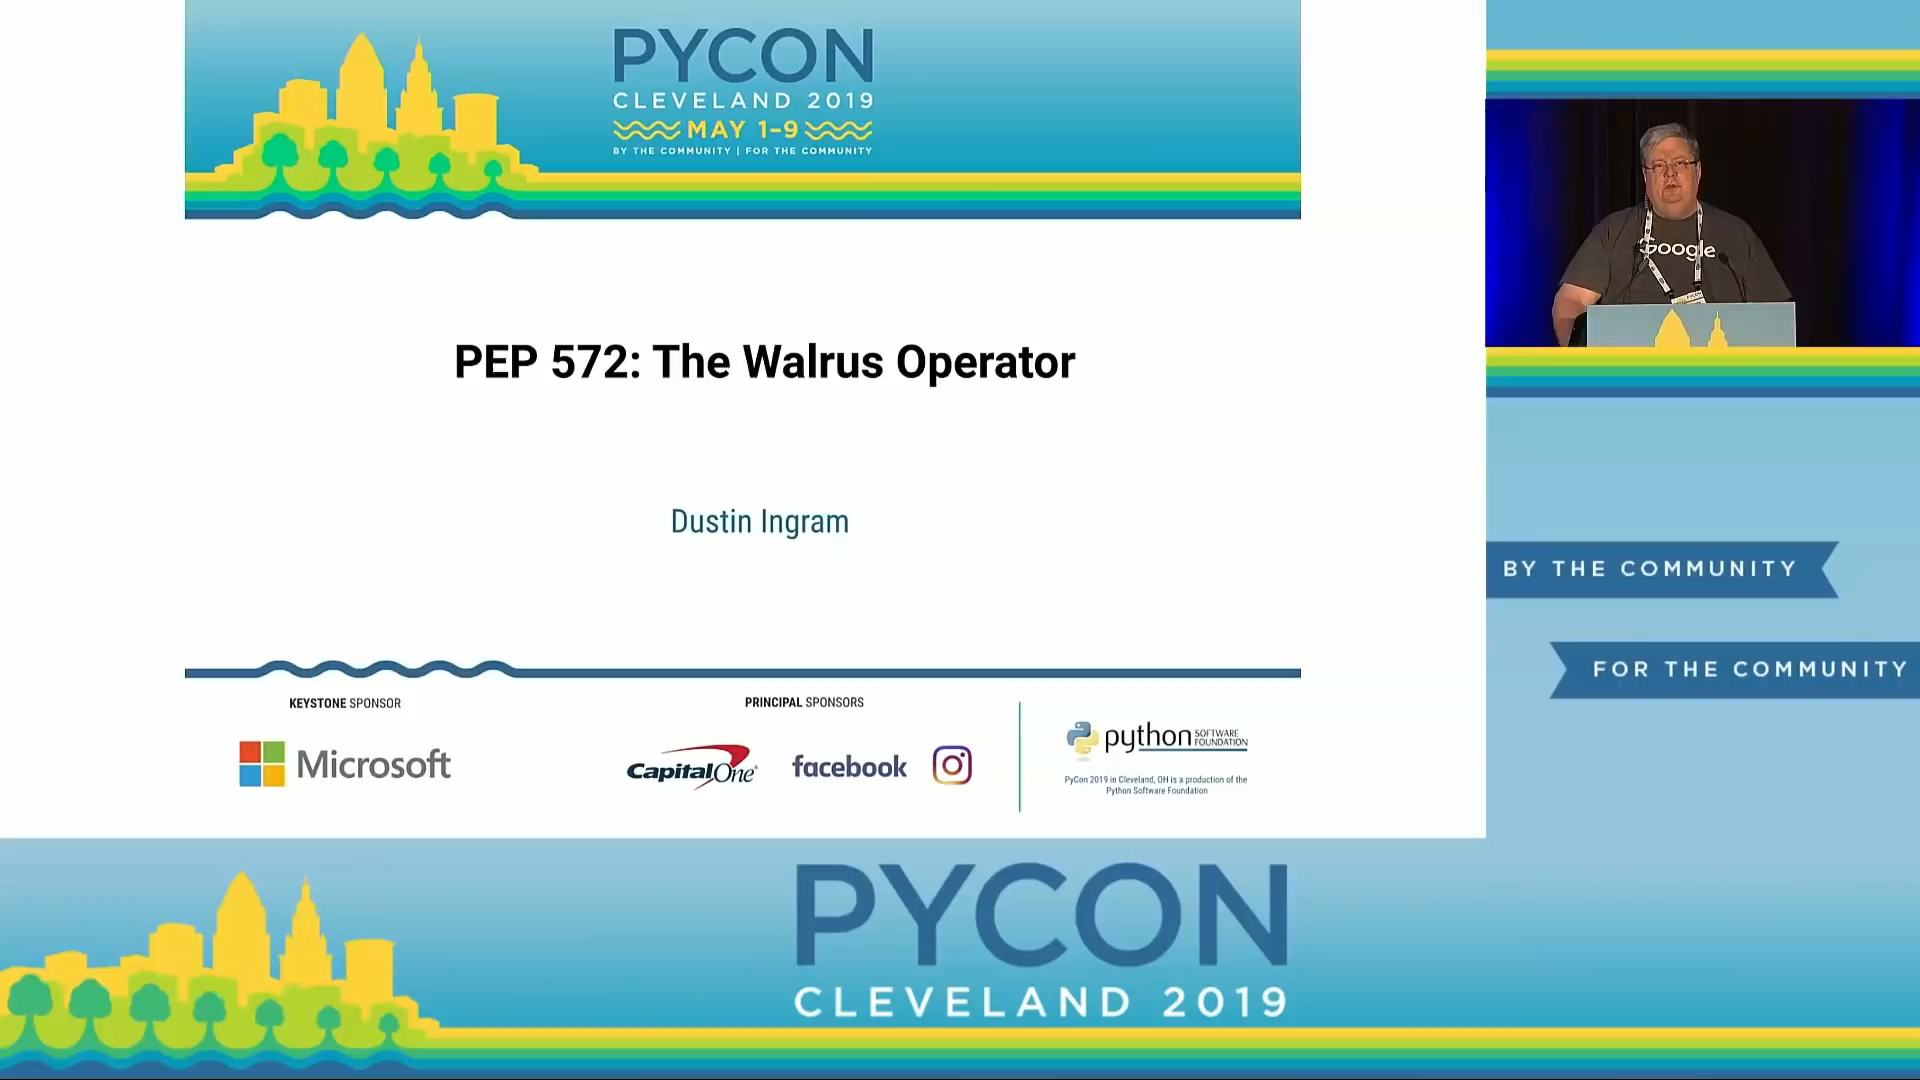 PYCON
CLEVELAND 2019
MAY 1-9
BY THE COMMUNITY | FOR THE COMMUNITY
PEP 572: The Walrus Operator
Dustin Ingram
KEYSTONE SPONSOR
Microsoft
PRINCIPAL SPONSORS
CapitalOne
facebook
python SOFTWARE FOUNDATION
PyCon 2019 in Cleveland, OH is a production of the
Python Software Foundation
Google
BY THE COMMUNITY
FOR THE COMMUNITY
PYCON
CLEVELAND 2019